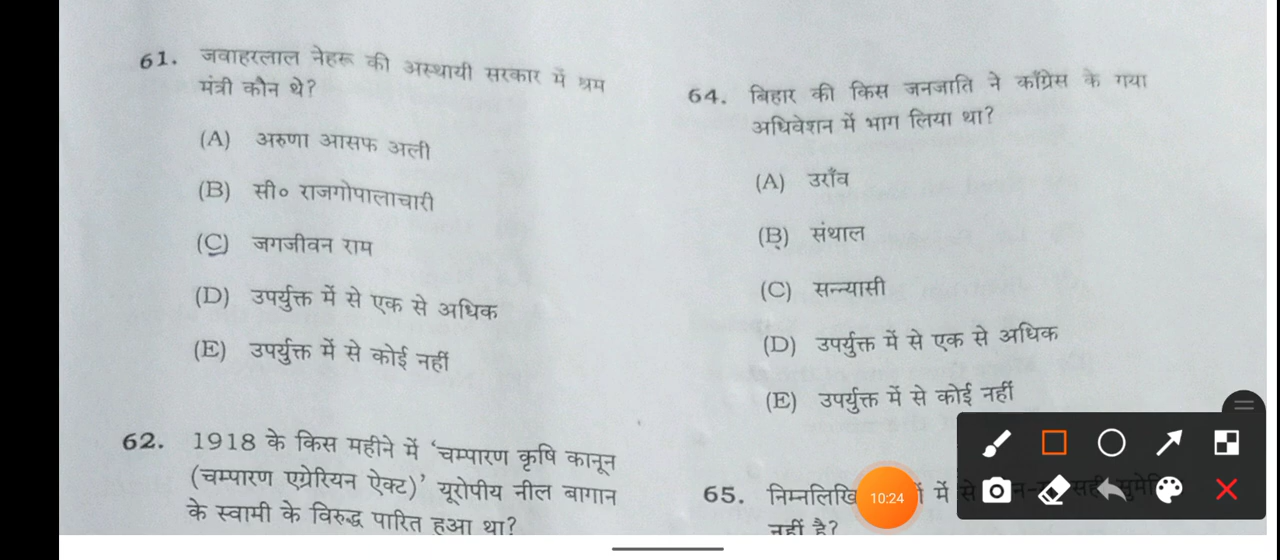 61. जवाहरलाल नेहरू की अस्थायी सरकार में श्रम
मंत्री कौन थे?
(A) अरुणा आसफ अली
(B) सी० राजगोपालाचारी
(C) जगजीवन राम
(D) उपर्युक्त में से एक से अधिक
(E) उपर्युक्त में से कोई नहीं
62. 1918 के किस महीने में ‘चम्पारण कृषि कानून
(चम्पारण एग्रेरियन ऐक्ट)’ यूरोपीय नील बागान
के स्वामी के विरुद्ध पारित हुआ था?
64. बिहार की किस जनजाति ने काँग्रेस के गया
अधिवेशन में भाग लिया था?
(A) उराँव
(B) संथाल
(C) सन्न्यासी
(D) उपर्युक्त में से एक से अधिक
(E) उपर्युक्त में से कोई नहीं
65. में से
नहीं है?
10:24